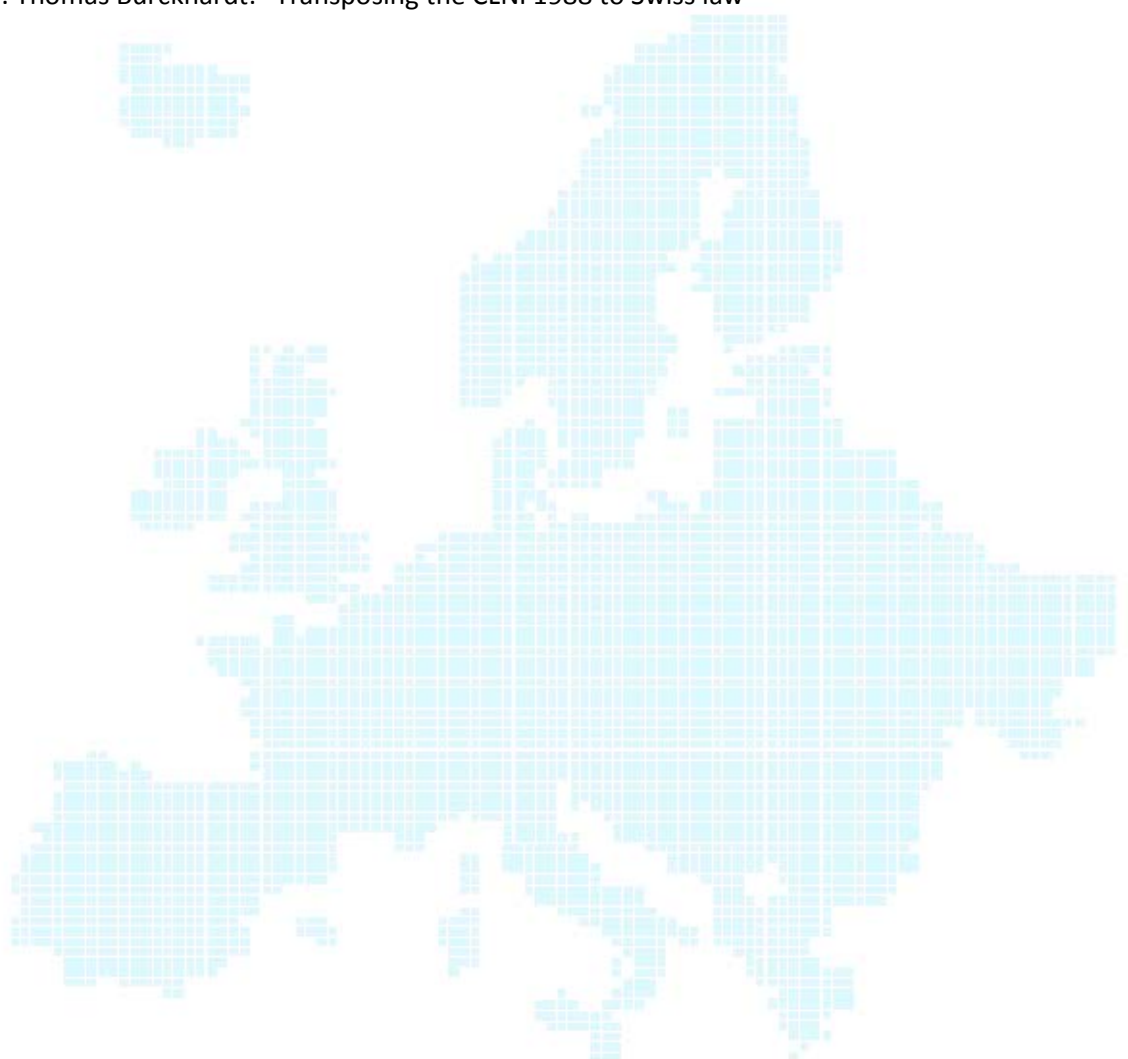 . Thomas Burckhardt: Transposing the CLNI 1988 to Swiss law